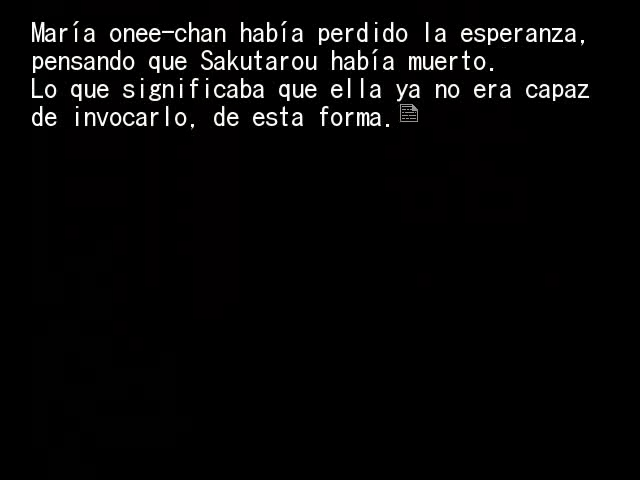 María onee-chan había perdido la esperanza,
pensando que Sakutarou había muerto.
Lo que significaba que ella ya no era capaz
de invocarlo, de esta forma.